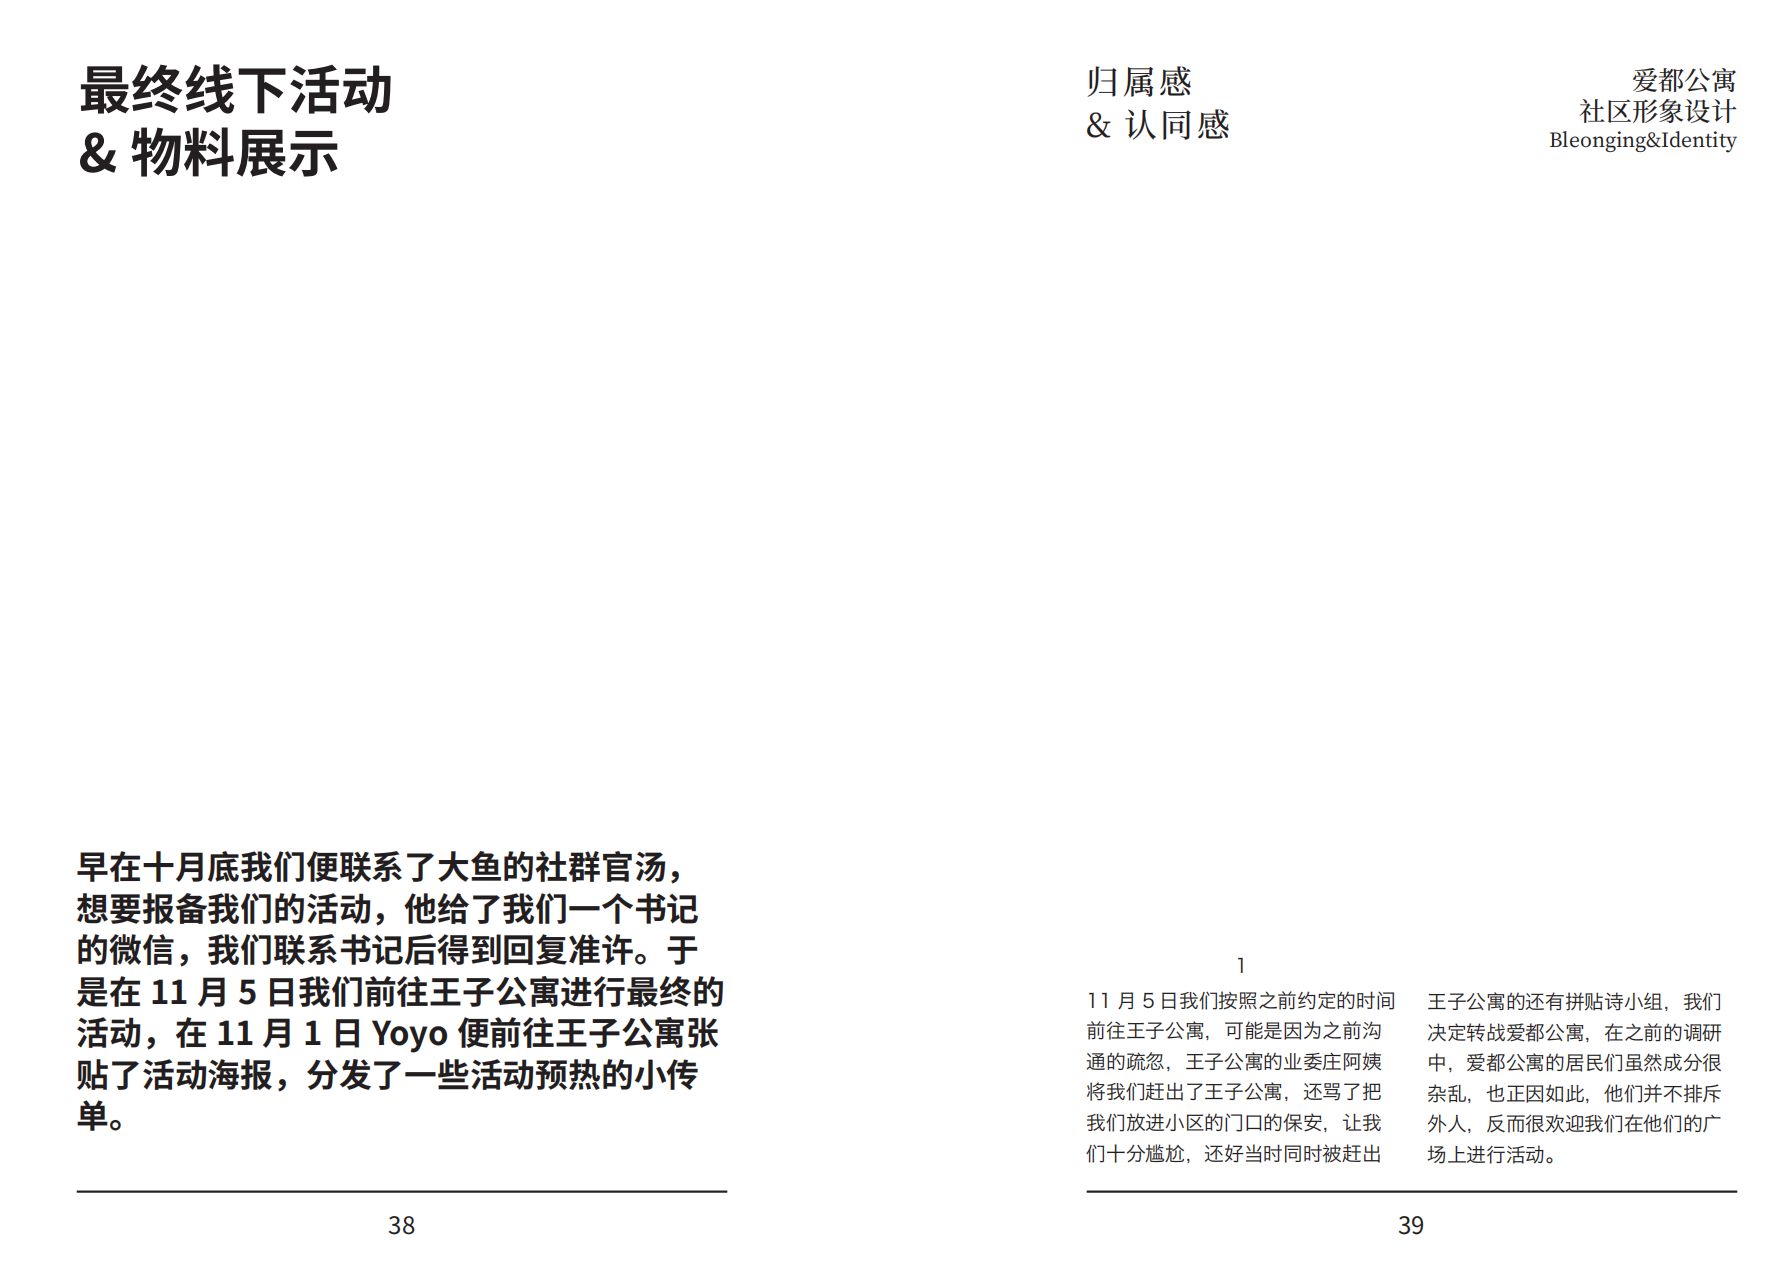 最终线下活动
& 物料展示
早在十月底我们便联系了大鱼的社群官汤，
想要报备我们的活动，他给了我们一个书记
的微信，我们联系书记后得到回复准许。于
是在 11 月 5 日我们前往王子公寓进行最终的
活动，在 11 月 1 日 Yoyo 便前往王子公寓张
贴了活动海报，分发了一些活动预热的小传
单。
38
归属感
& 认同感
爱都公寓
社区形象设计
Bleonging&Identity
1
11 月 5 日我们按照之前约定的时间
前往王子公寓，可能是因为之前沟
通的疏忽，王子公寓的业委庄阿姨
将我们赶出了王子公寓，还骂了把
我们放进小区的门口的保安，让我
们十分尴尬，还好当时同时被赶出
王子公寓的还有拼贴诗小组，我们
决定转战爱都公寓，在之前的调研
中，爱都公寓的居民们虽然成分很
杂乱，也正因如此，他们并不排斥
外人，反而很欢迎我们在他们的广
场上进行活动。
39